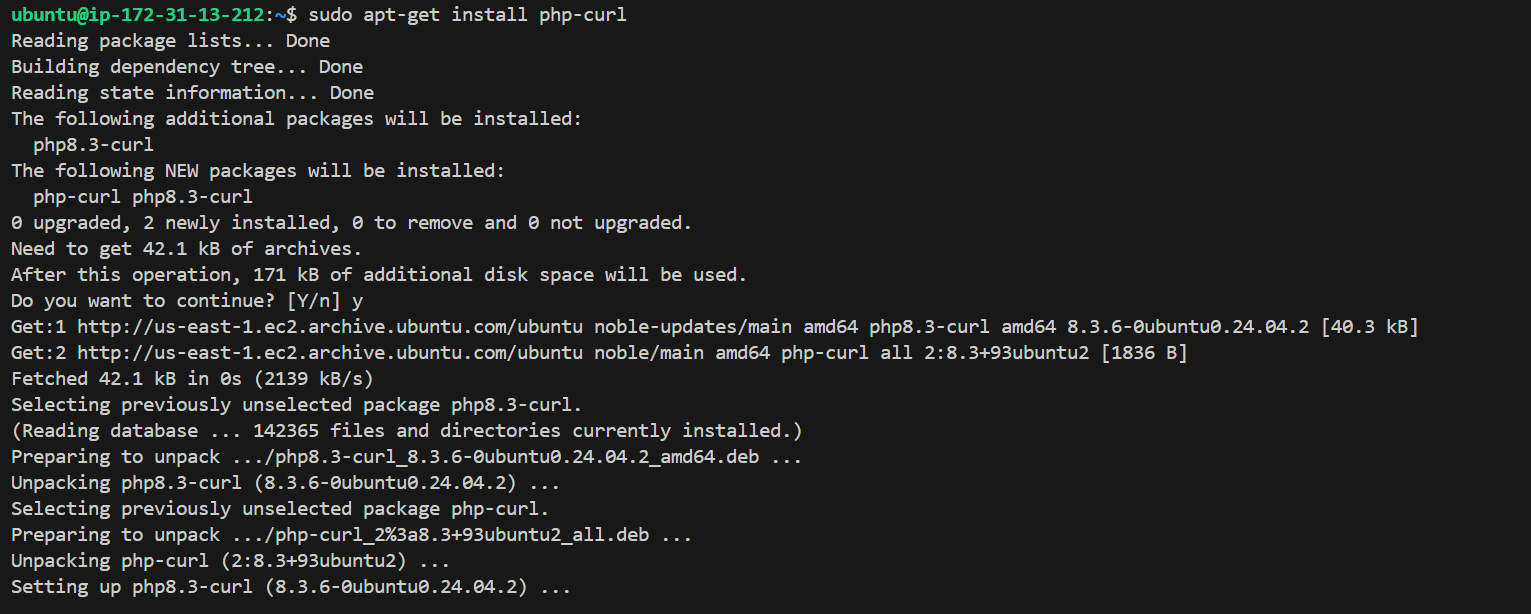 ubuntu@ip-172-31-13-212:~$ sudo apt-get install php-curl
Reading package lists... Done
Building dependency tree... Done
Reading state information... Done
The following additional packages will be installed:
  php8.3-curl
The following NEW packages will be installed:
  php-curl php8.3-curl
0 upgraded, 2 newly installed, 0 to remove and 0 not upgraded.
Need to get 42.1 kB of archives.
After this operation, 171 kB of additional disk space will be used.
Do you want to continue? [Y/n] y
Get:1 http://us-east-1.ec2.archive.ubuntu.com/ubuntu noble-updates/main amd64 php8.3-curl amd64 8.3.6-0ubuntu0.24.04.2 [40.3 kB]
Get:2 http://us-east-1.ec2.archive.ubuntu.com/ubuntu noble/main amd64 php-curl all 2:8.3+93ubuntu2 [1836 B]
Fetched 42.1 kB in 0s (2139 kB/s)
Selecting previously unselected package php8.3-curl.
(Reading database ... 142365 files and directories currently installed.)
Preparing to unpack .../php8.3-curl_8.3.6-0ubuntu0.24.04.2_amd64.deb ...
Unpacking php8.3-curl (8.3.6-0ubuntu0.24.04.2) ...
Selecting previously unselected package php-curl.
Preparing to unpack .../php-curl_2%3a8.3+93ubuntu2_all.deb ...
Unpacking php-curl (2:8.3+93ubuntu2) ...
Setting up php8.3-curl (8.3.6-0ubuntu0.24.04.2) ...